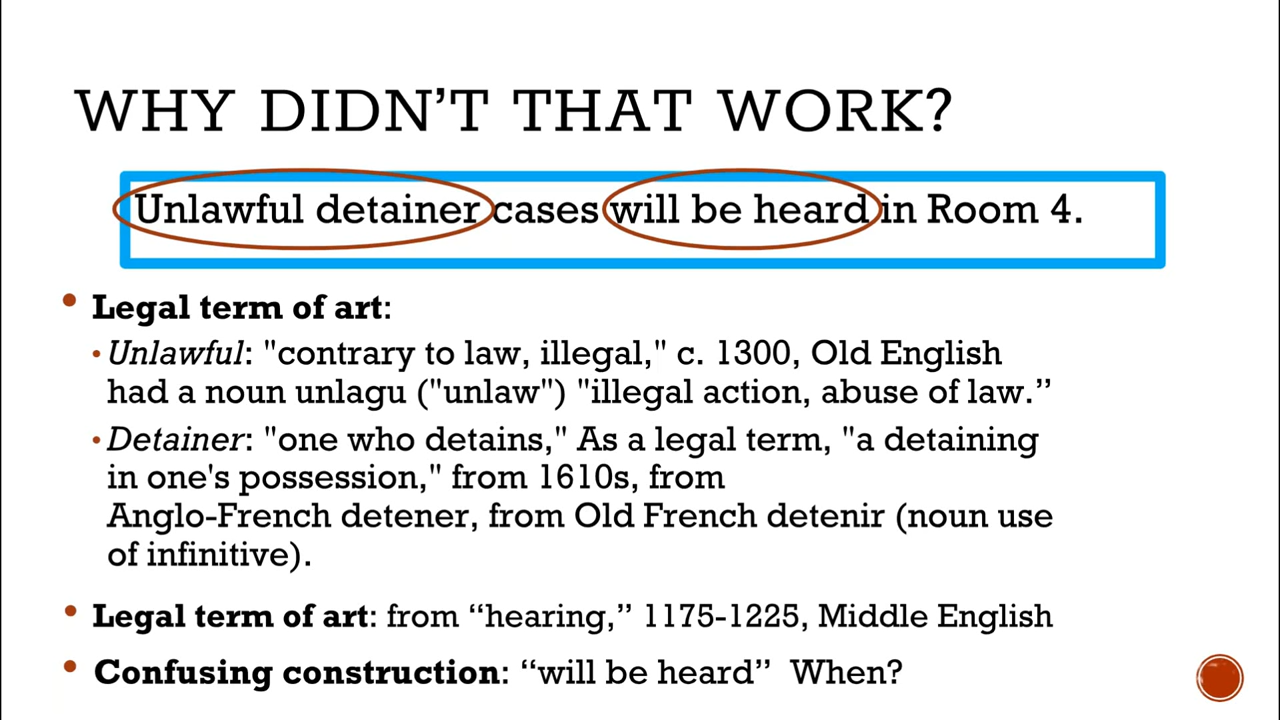 WHY DIDN’T THAT WORK?
Unlawful detainer cases will be heard in Room 4.
• Legal term of art:
• Unlawful: "contrary to law, illegal," c. 1300, Old English
had a noun unlagu ("unlaw") "illegal action, abuse of law.”
• Detainer: "one who detains," As a legal term, "a detaining
in one's possession," from 1610s, from
Anglo-French detener, from Old French detenir (noun use
of infinitive).
• Legal term of art: from “hearing,” 1175-1225, Middle English
• Confusing construction: “will be heard” When?